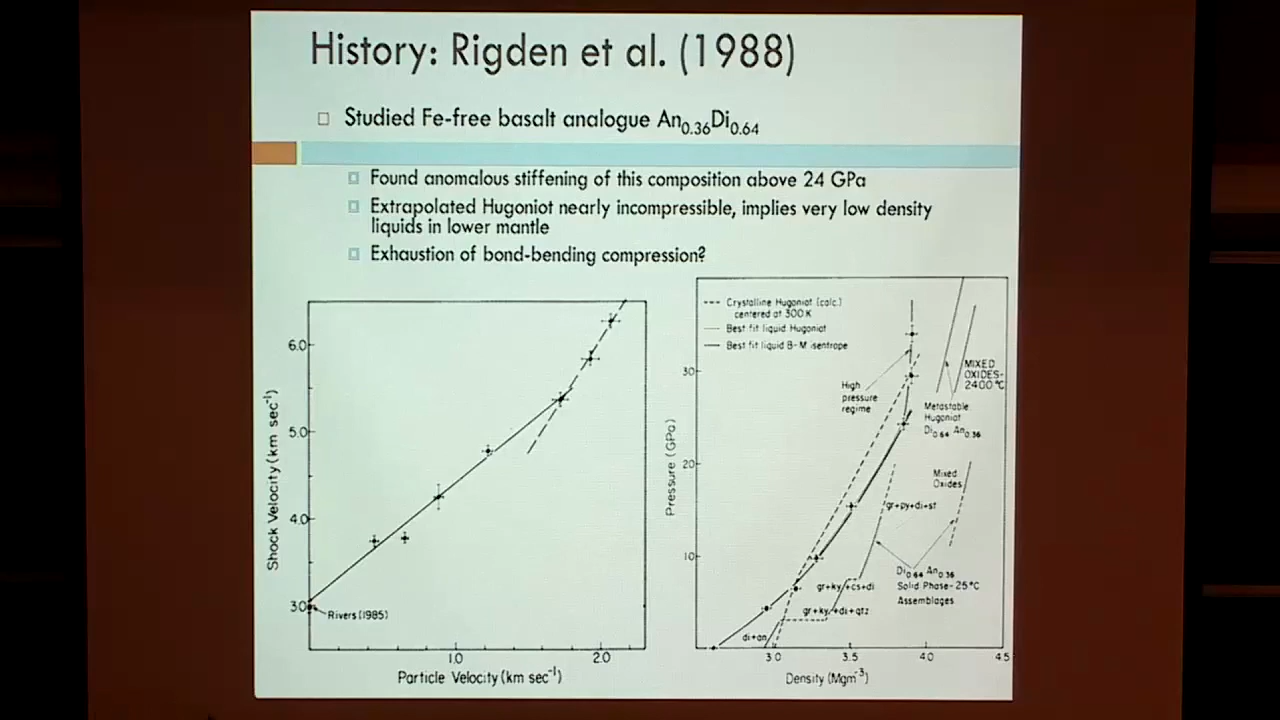 History: Rigden et al. (1988)
Studied Fe-free basalt analogue An0.36Di0.64
Found anomalous stiffening of this composition above 24 GPa
Extrapolated Hugoniot nearly incompressible, implies very low density
liquids in lower mantle
Exhaustion of bond-bending compression?
6.0
5.0
4.0
3.0
Shock Velocity (km sec-1)
Rivers (1985)
1.0
2.0
Particle Velocity (km sec-1)
Crystalline Hugoniot (calc.)
centered at 300 K
Best fit liquid Hugoniot
Best fit liquid B-M isentrope
High
pressure
regime
MIXED
OXIDES-
2400 °C
Metastable
Hugoniot
Di0.64 An0.36
Mixed
Oxides
gr+py+di+st
Di0.64 An0.36
Solid Phase-25°C
Assemblages
gr+ky+cs+di
gr+ky+di+qtz
di+an
30
20
10
Pressure (GPa)
3.0
3.5
4.0
4.5
Density (Mgm-3)